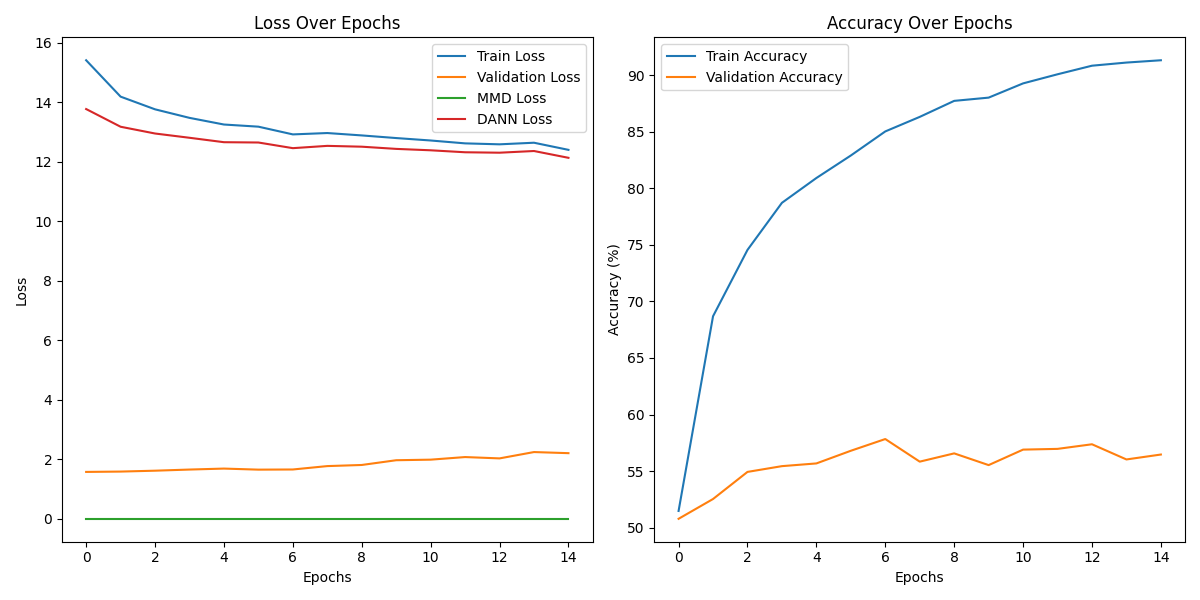 Loss Over Epochs
16
14
12
10
8
6
4
2
0
Loss
Train Loss
Validation Loss
MMD Loss
DANN Loss
0 2 4 6 8 10 12 14
Epochs
Accuracy Over Epochs
90
85
80
75
70
65
60
55
50
Accuracy (%)
Train Accuracy
Validation Accuracy
0 2 4 6 8 10 12 14
Epochs